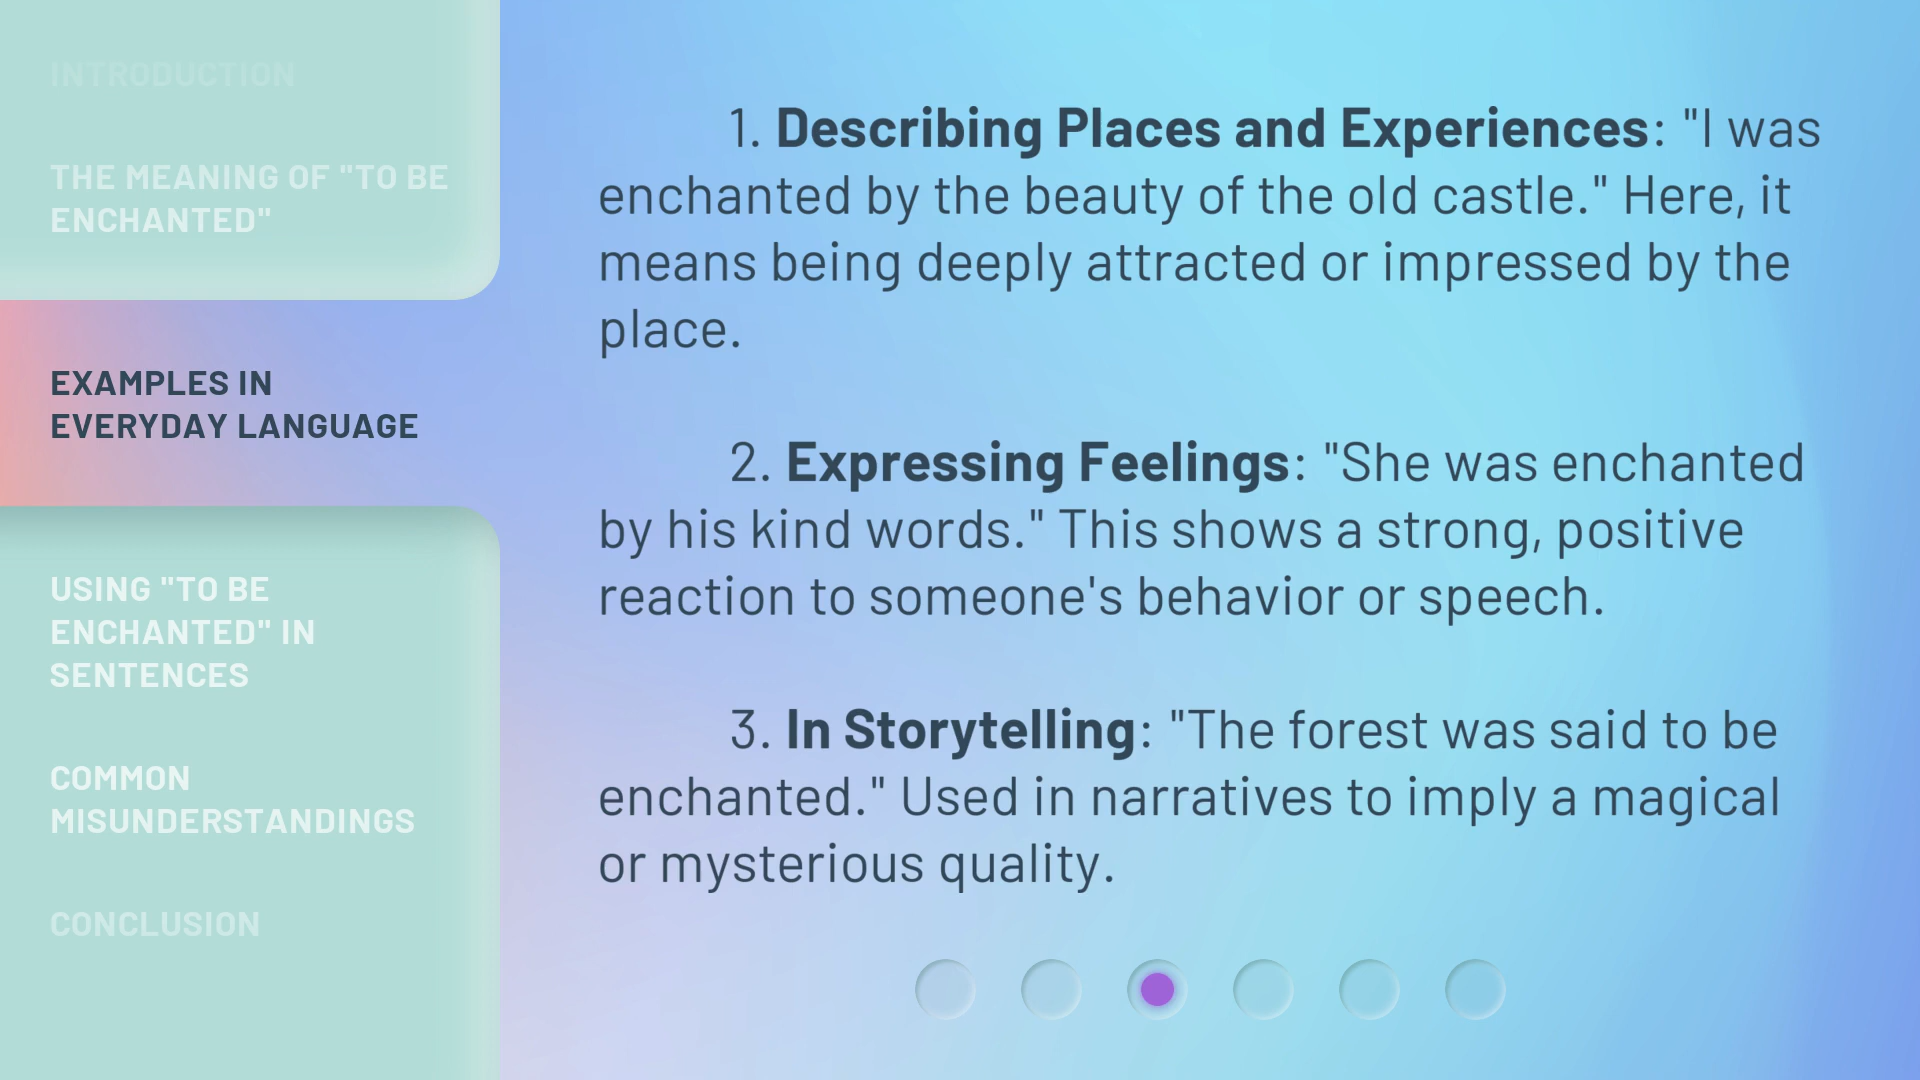 INTRODUCTION
THE MEANING OF "TO BE
ENCHANTED"
EXAMPLES IN
EVERYDAY LANGUAGE
USING "TO BE
ENCHANTED" IN
SENTENCES
COMMON
MISUNDERSTANDINGS
CONCLUSION
1. Describing Places and Experiences: "I was
enchanted by the beauty of the old castle." Here, it
means being deeply attracted or impressed by the
place.
2. Expressing Feelings: "She was enchanted
by his kind words." This shows a strong, positive
reaction to someone's behavior or speech.
3. In Storytelling: "The forest was said to be
enchanted." Used in narratives to imply a magical
or mysterious quality.